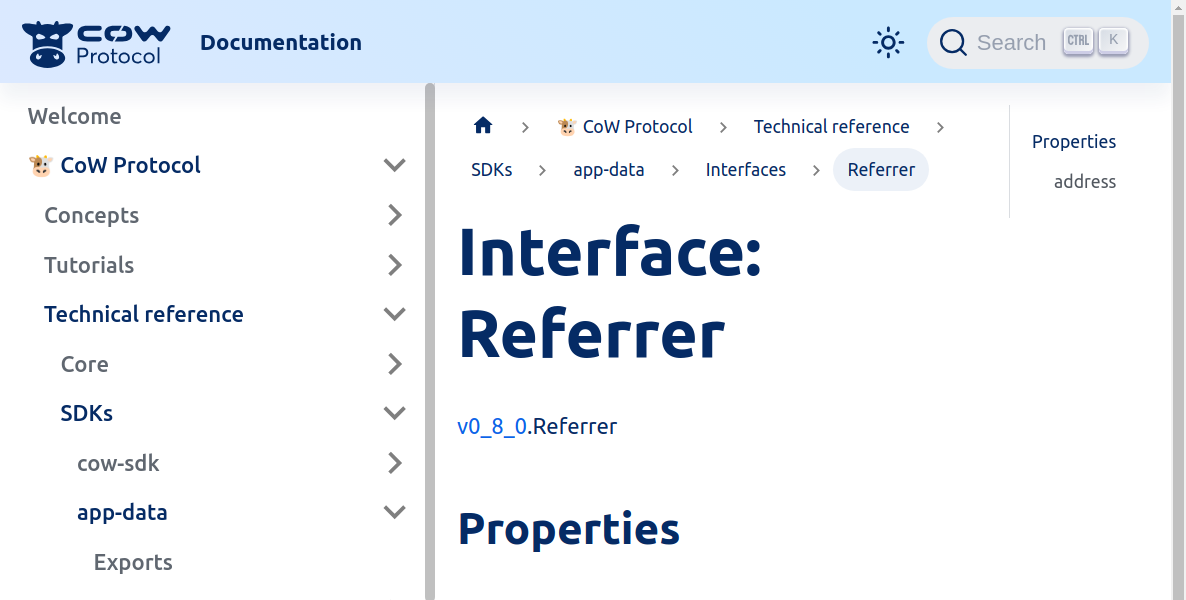 COW Protocol
Documentation
Search CTRL K
Welcome
🐮 CoW Protocol
Concepts
Tutorials
Technical reference
Core
SDKs
cow-sdk
app-data
Exports
🐮 CoW Protocol
Technical reference
SDKs
app-data
Interfaces
Referrer
Interface:
Referrer
v0_8_0.Referrer
Properties
Properties
address